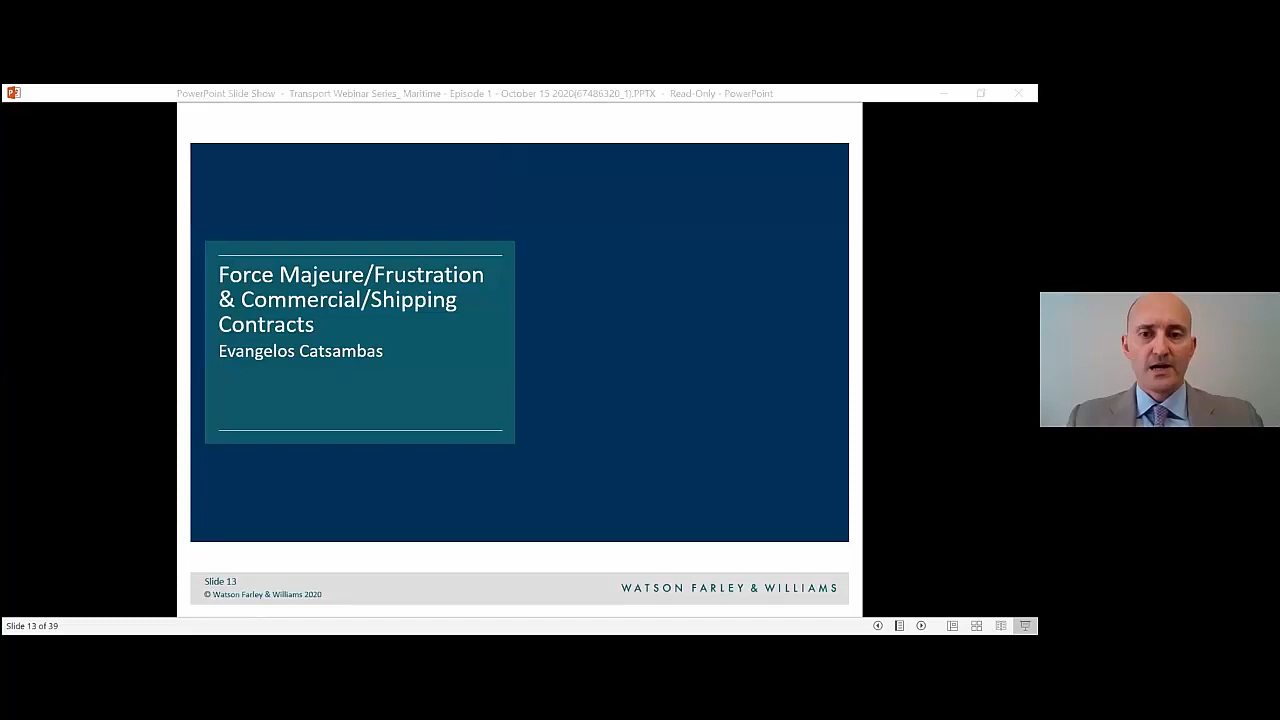 PowerPoint Slide Show - Transport Webinar Series_ Maritime - Episode 1 - October 15 2020(67486320_1).PPTX - Read-Only - PowerPoint
Force Majeure/Frustration
& Commercial/Shipping
Contracts
Evangelos Catsambas
Slide 13
© Watson Farley & Williams 2020
WATSON FARLEY & WILLIAMS
Slide 13 of 39